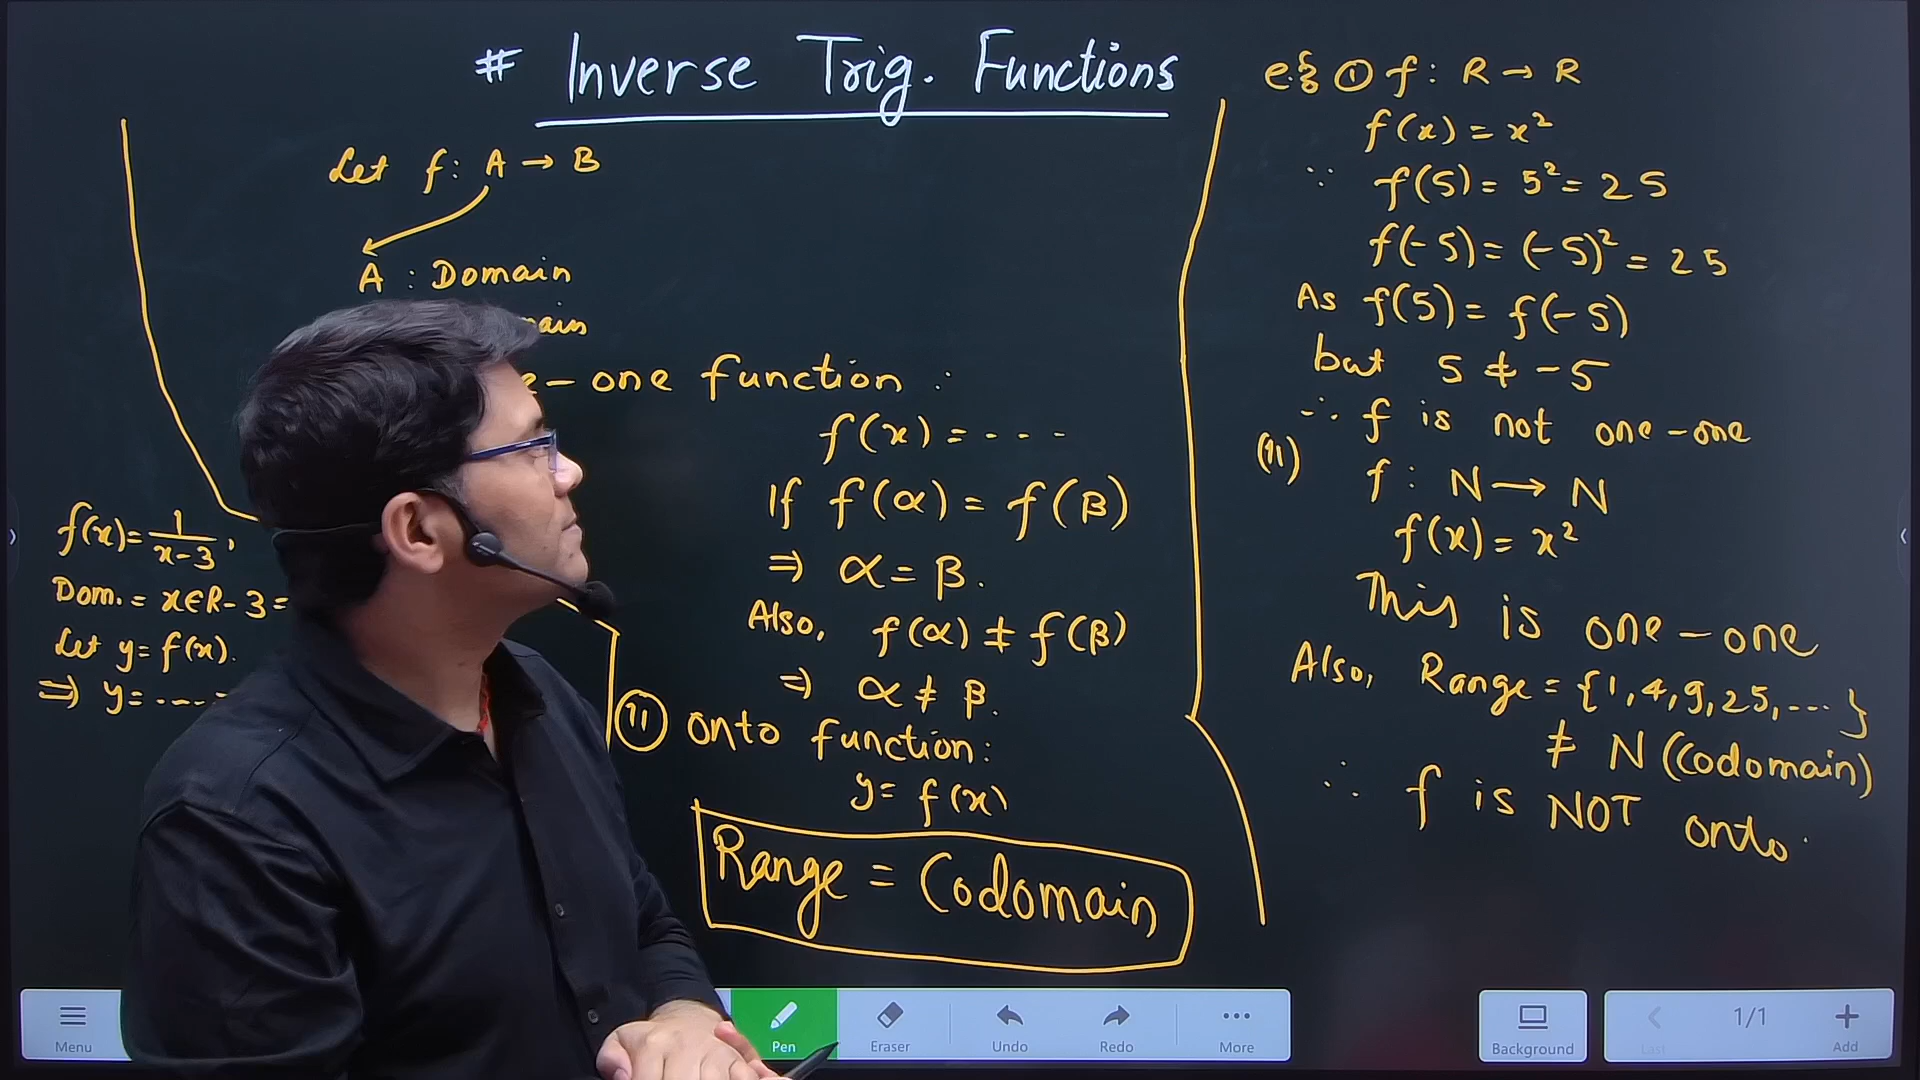 # Inverse Trig. Functions
Let f: A → B
A : Domain
ain
e-one function :
f(x) = - - -
If f(α) = f(β)
⇒ α = β.
Also, f(α) ≠ f(β)
⇒ α ≠ β.
(ii) onto function:
y = f(x)
Range = Codomain
f(x) = 1/(x-3),
Dom. = x∈R - 3 =
Let y = f(x).
⇒ y = ----
e.g. ① f: R → R
f(x) = x²
∵ f(5) = 5² = 25
f(-5) = (-5)² = 25
As f(5) = f(-5)
but 5 ≠ -5
∴ f is not one-one
(ii) f: N → N
f(x) = x²
This is one-one
Also, Range = {1, 4, 9, 25, ... }
≠ N (Codomain)
∴ f is NOT onto.
Menu
Pen
Eraser
Undo
Redo
More
Background
Last
1/1
Add